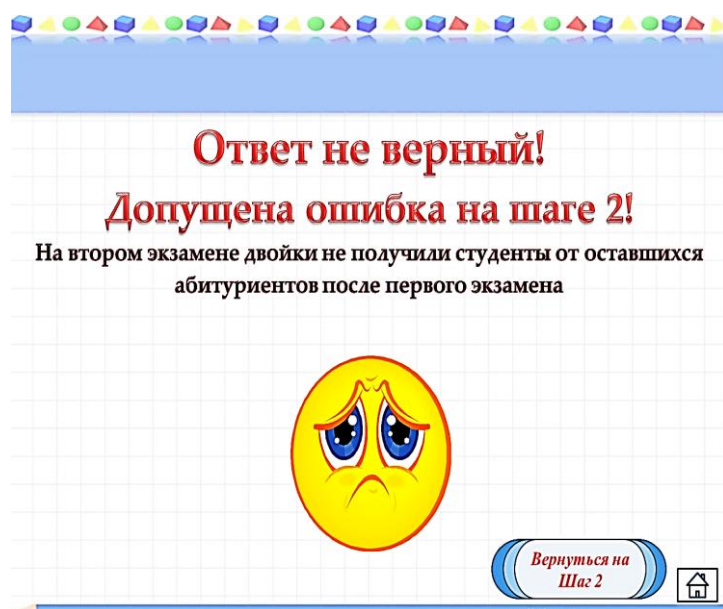 Ответ не верный!
Допущена ошибка на шаге 2!
На втором экзамене двойки не получили студенты от оставшихся
абитуриентов после первого экзамена
Вернуться на
Шаг 2